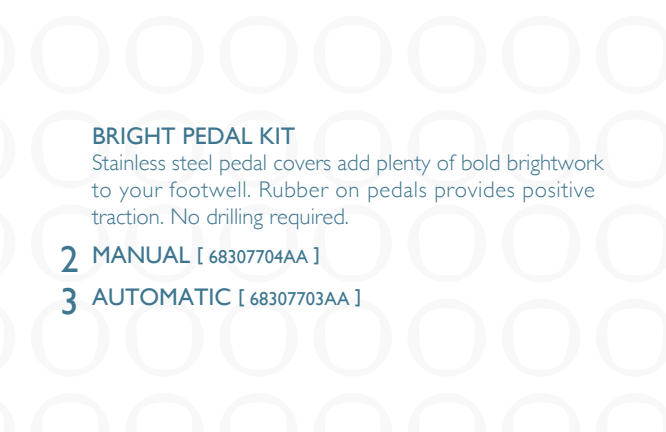 BRIGHT PEDAL KIT
Stainless steel pedal covers add plenty of bold brightwork
to your footwell. Rubber on pedals provides positive
traction. No drilling required.
2 MANUAL [ 68307704AA ]
3 AUTOMATIC [ 68307703AA ]